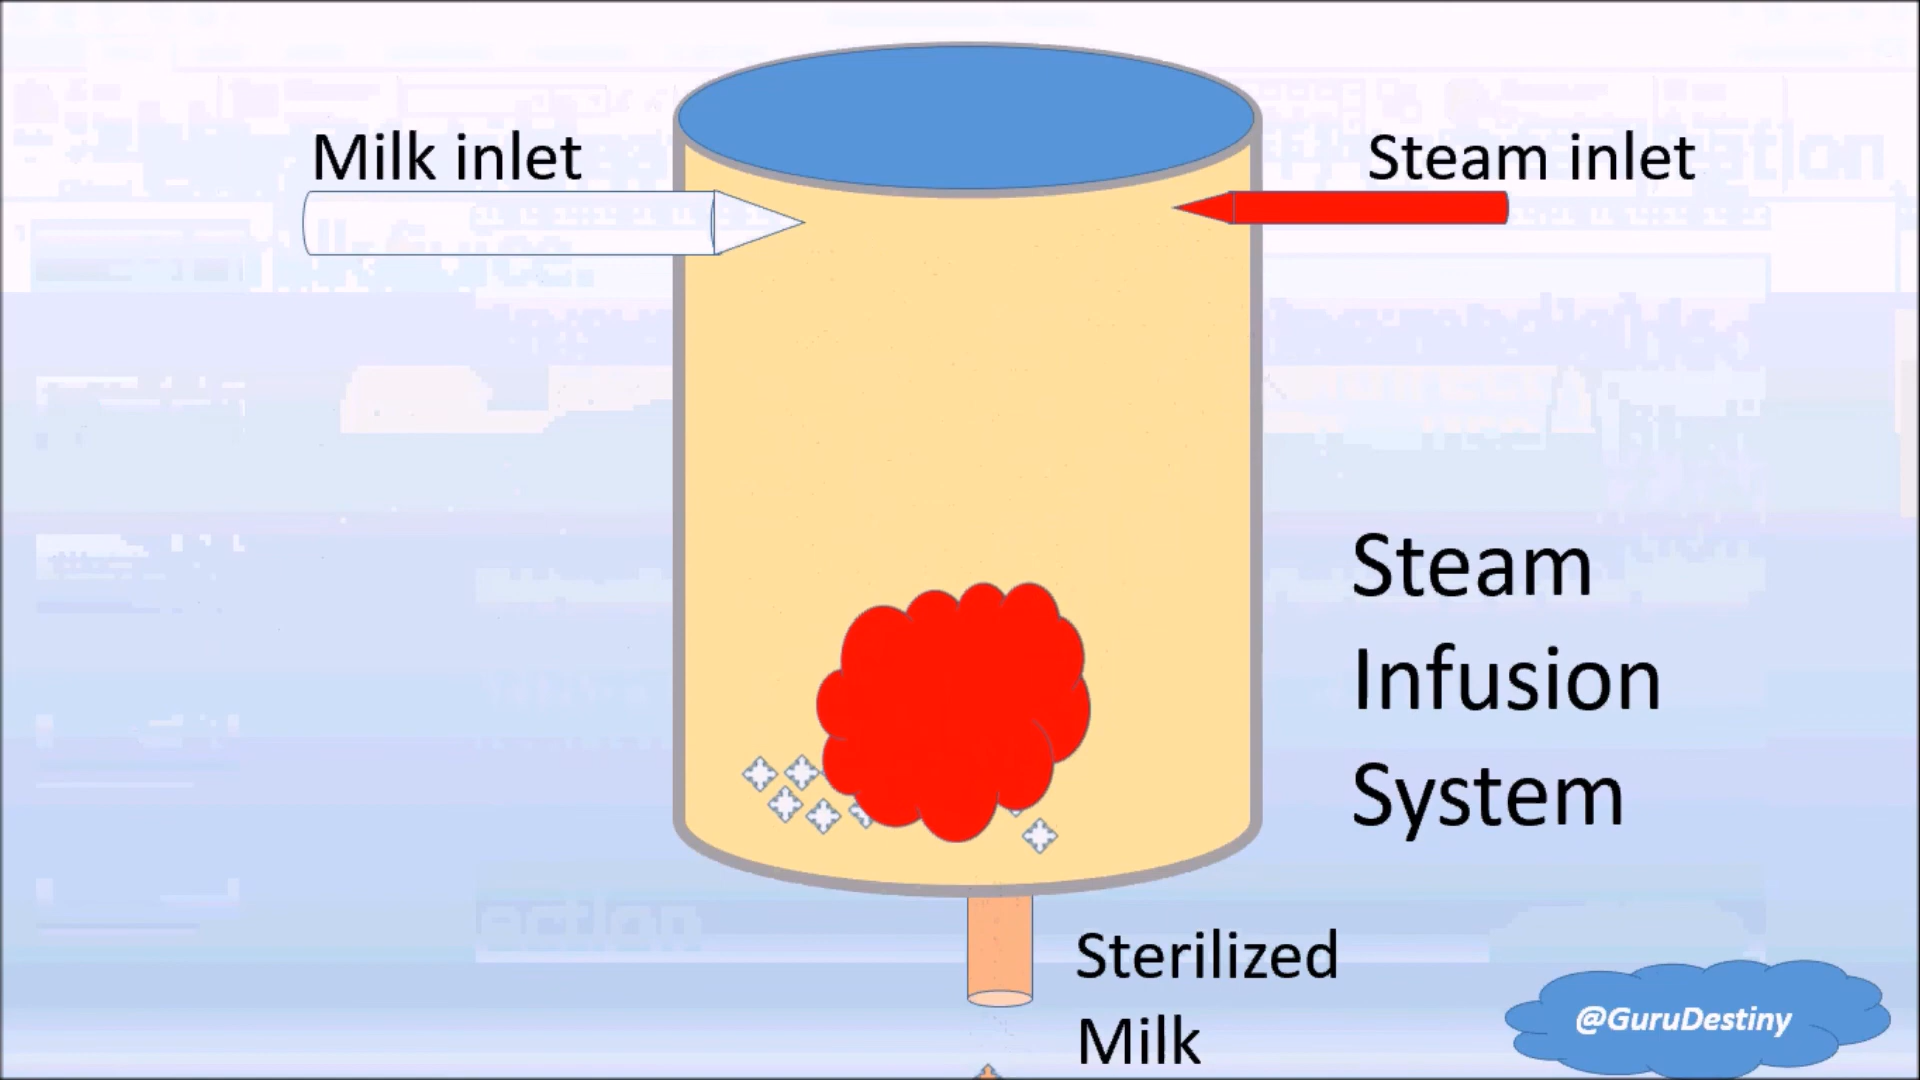 Milk inlet
Steam inlet
Steam
Infusion
System
Sterilized
Milk
@GuruDestiny